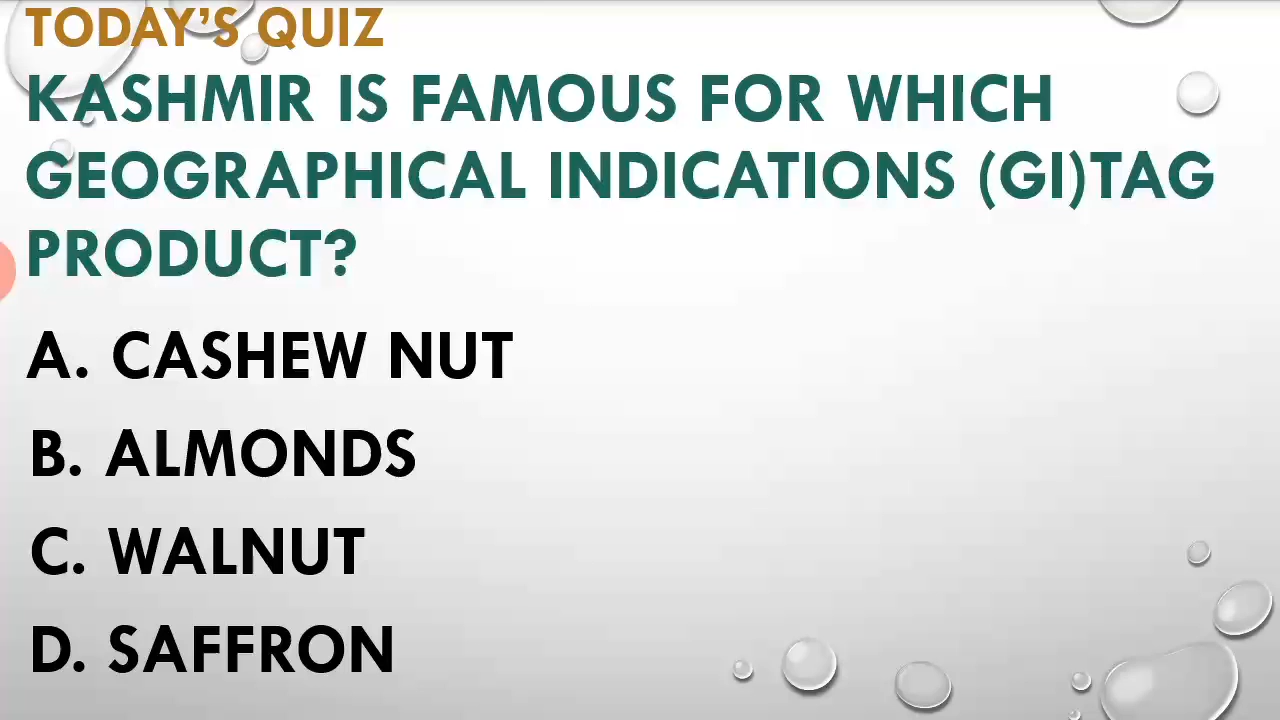 TODAY'S QUIZ
KASHMIR IS FAMOUS FOR WHICH
GEOGRAPHICAL INDICATIONS (GI)TAG
PRODUCT?
A. CASHEW NUT
B. ALMONDS
C. WALNUT
D. SAFFRON